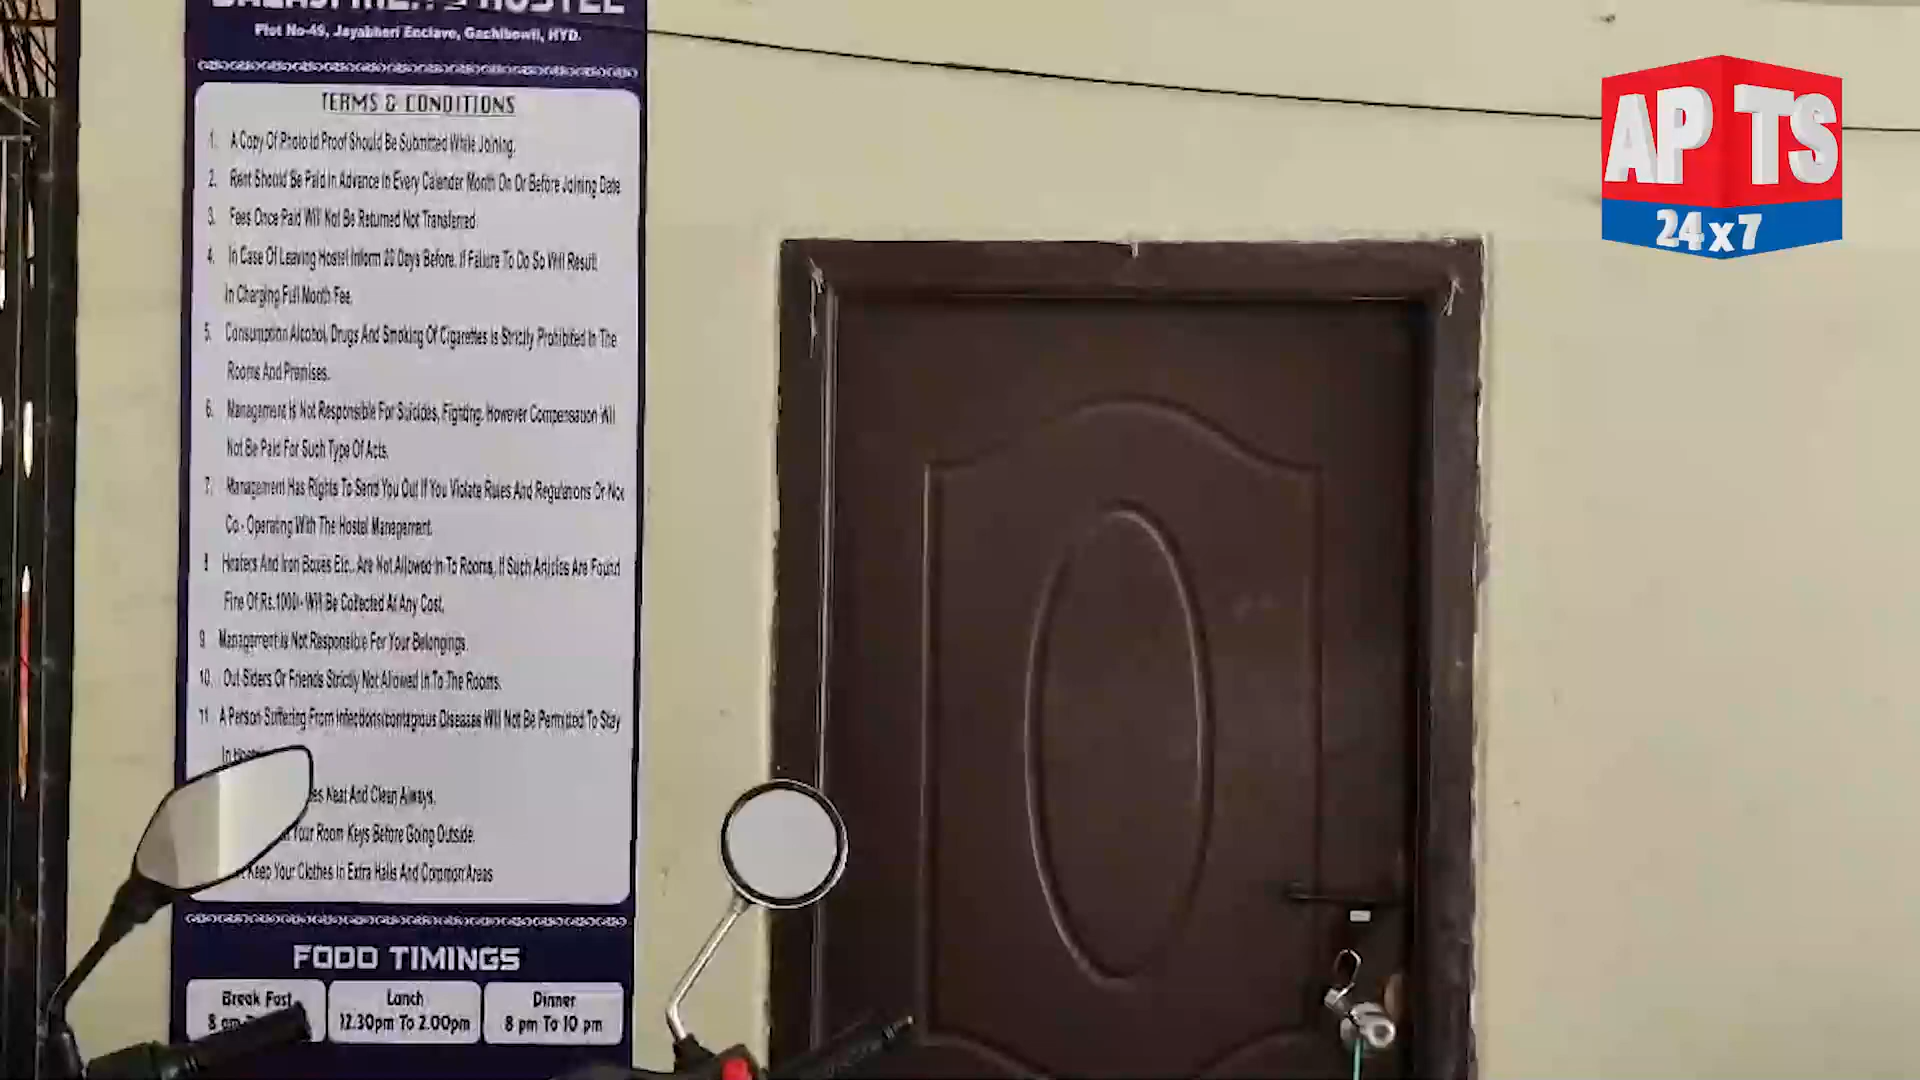 HOSTEL
Plot No-49, Jayabheri Enclave, Gachibowli, HYD.
TERMS & CONDITIONS
1. A Copy Of Photo Id Proof Should Be Submitted While Joining.
2. Rent Should Be Paid In Advance In Every Calender Month On Or Before Joining Date
3. Fees Once Paid Will Not Be Returned Not Transferred.
4. In Case Of Leaving Hostel Inform 20 Days Before. If Failure To Do So Will Result
In Charging Full Month Fee.
5. Consumption Alcohol, Drugs And Smoking Of Cigarettes Is Strictly Prohibited In The
Rooms And Premises.
6. Management Is Not Responsible For Suicides, Fighting. However Compensation Will
Not Be Paid For Such Type Of Acts.
7. Management Has Rights To Send You Out If You Violate Rules And Regulations Or Not
Co - Operating With The Hostel Management.
8 Heaters And Iron Boxes Etc.. Are Not Allowed In To Rooms, If Such Articles Are Found
Fine Of Rs.1000/- Will Be Collected At Any Cost.
9. Management is Not Responsible For Your Belongings.
10. Out Siders Or Friends Strictly Not Allowed In To The Rooms.
11. A Person Suffering From Infections/contagious Diseases Will Not Be Permitted To Stay
In
Neat And Clean Always.
Your Room Keys Before Going Outside.
Keep Your Clothes In Extra Halls And Common Areas
FOOD TIMINGS
Break Fast Lanch Dinner
8 am 12.30pm To 2.00pm 8 pm To 10 pm
AP TS
24x7